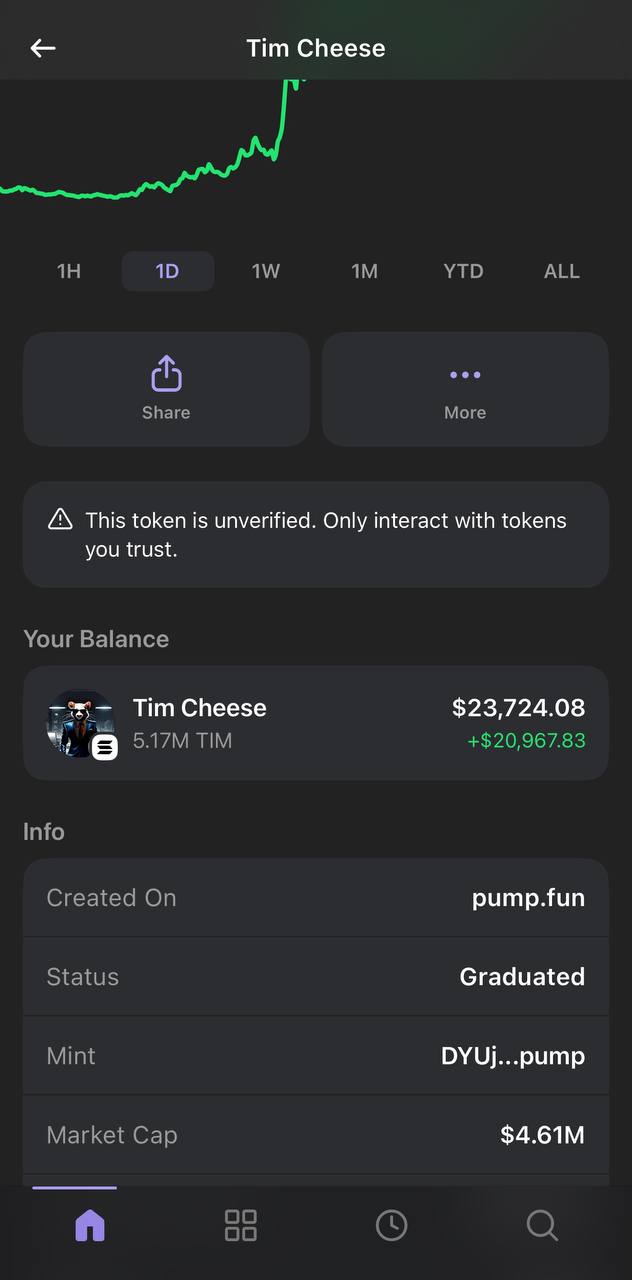 Tim Cheese
1H 1D 1W 1M YTD ALL
Share
More
This token is unverified. Only interact with tokens
you trust.
Your Balance
Tim Cheese $23,724.08
5.17M TIM +$20,967.83
Info
Created On pump.fun
Status Graduated
Mint DYUj...pump
Market Cap $4.61M